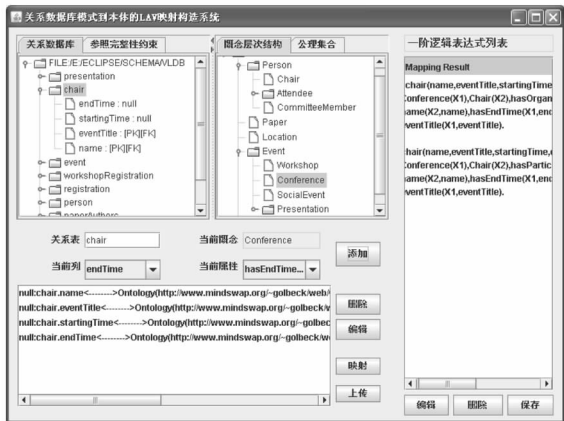 关系数据库模式到本体的LAV映射构造系统
关系数据库
参照完整性约束
FILE:/E:/ECLIPSE/SCHEMA/VLDB
presentation
chair
endTime : null
startingTime : null
eventTitle : [PK][FK]
name : [PK][FK]
event
workshopRegistration
registration
person
paperAuthors
概念层次结构
公理集合
Person
Chair
Attendee
CommitteeMember
Paper
Location
Event
Workshop
Conference
SocialEvent
Presentation
关系表
chair
当前概念
Conference
当前列
endTime
当前属性
hasEndTime...
添加
null:chair.name<-------->Ontology(http://www.mindswap.org/~golbeck/web/
null:chair.eventTitle<-------->Ontology(http://www.mindswap.org/~golbeck/w
null:chair.startingTime<-------->Ontology(http://www.mindswap.org/~golbec
null:chair.endTime<-------->Ontology(http://www.mindswap.org/~golbeck/w
删除
编辑
映射
上传
一阶逻辑表达式列表
Mapping Result
chair(name,eventTitle,startingTime
Conference(X1),Chair(X2),hasOrgan
name(X2,name),hasEndTime(X1,en
eventTitle(X1,eventTitle).
chair(name,eventTitle,startingTime,
Conference(X1),Chair(X2),hasPartic
name(X2,name),hasEndTime(X1,en
eventTitle(X1,eventTitle).
编辑
删除
保存